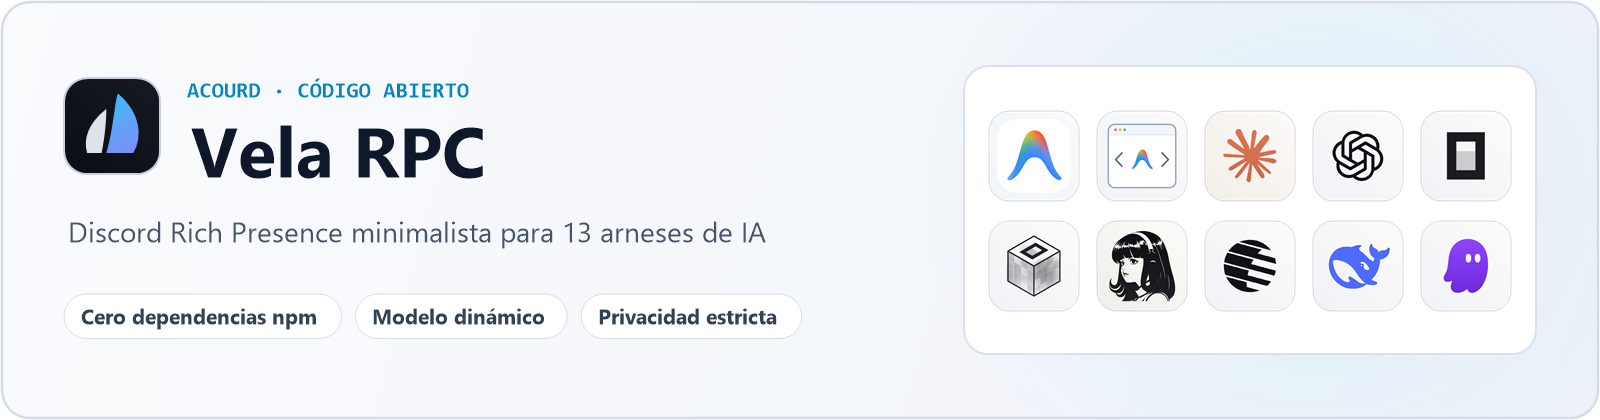 ACOURD · CÓDIGO ABIERTO
Vela RPC
Discord Rich Presence minimalista para 13 arneses de IA
Cero dependencias npm
Modelo dinámico
Privacidad estricta